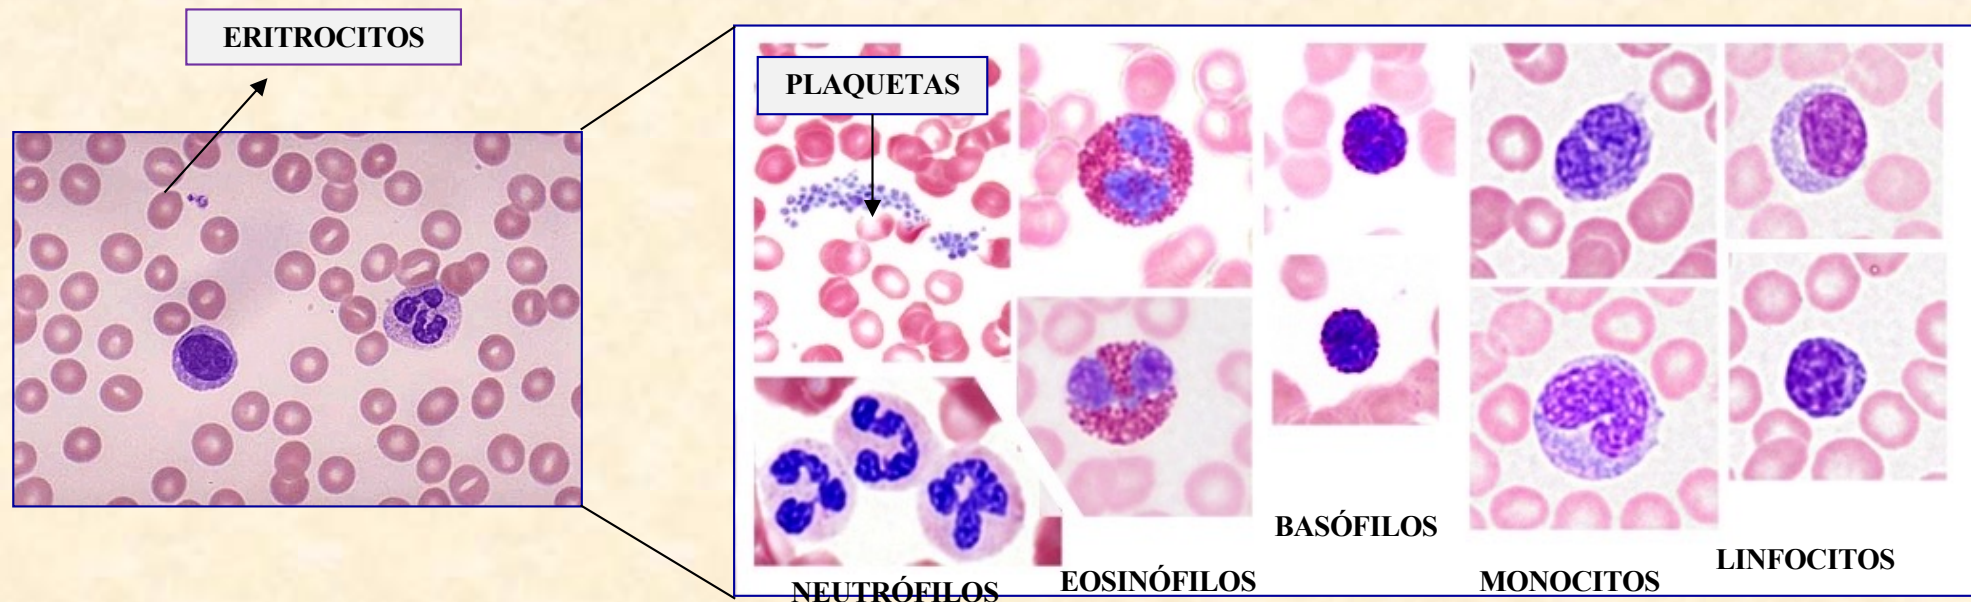 ERITROCITOS
PLAQUETAS
NEUTRÓFILOS
EOSINÓFILOS
BASÓFILOS
MONOCITOS
LINFOCITOS